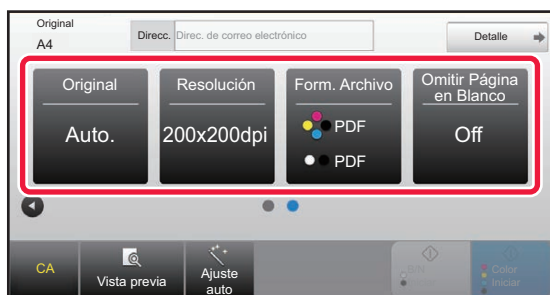 Original
A4
Direcc. Direc. de correo electrónico
Detalle
Original
Auto.
Resolución
200x200dpi
Form. Archivo
PDF
PDF
Omitir Página
en Blanco
Off
CA
Vista previa
Ajuste
auto
B/N
Iniciar
Color
Iniciar